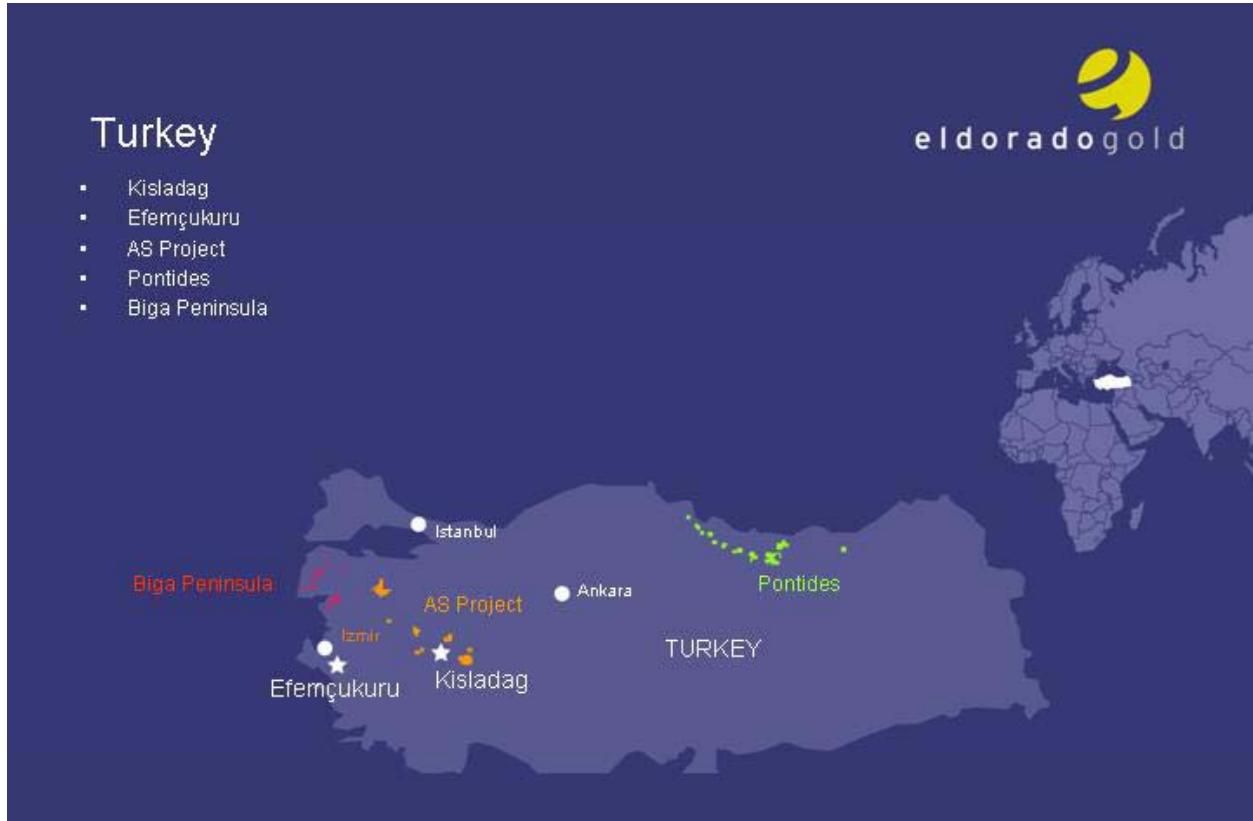 eldoradogold
Turkey
▪ Kisladag
▪ Efemçukuru
▪ AS Project
▪ Pontides
▪ Biga Peninsula
Istanbul
Biga Peninsula
Ankara
Pontides
AS Project
Izmir
TURKEY
Kisladag
Efemçukuru